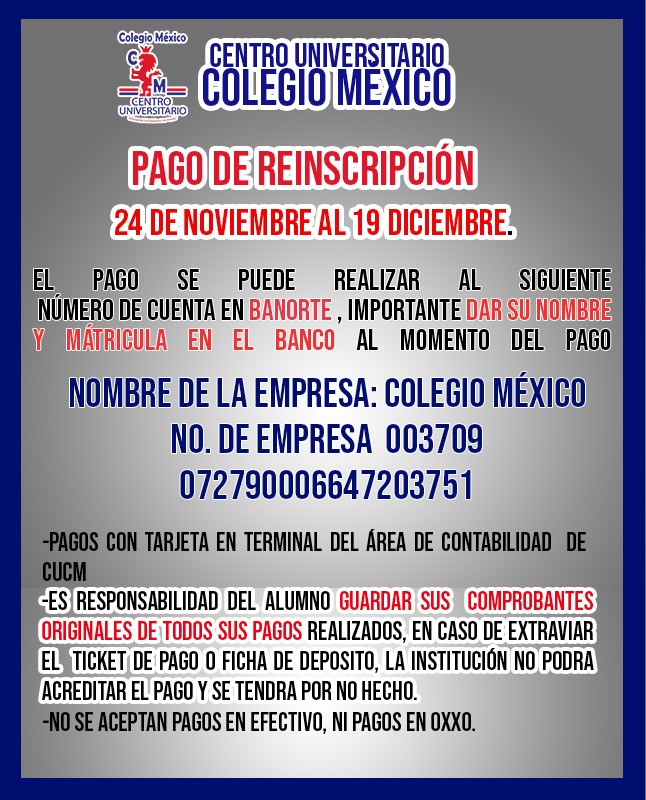 Colegio México
C
M
CENTRO
UNIVERSITARIO
CENTRO UNIVERSITARIO
COLEGIO MEXICO
PAGO DE REINSCRIPCIÓN
24 DE NOVIEMBRE AL 19 DICIEMBRE.
EL PAGO SE PUEDE REALIZAR AL SIGUIENTE
NÚMERO DE CUENTA EN BANORTE , IMPORTANTE DAR SU NOMBRE
Y MÁTRICULA EN EL BANCO AL MOMENTO DEL PAGO
NOMBRE DE LA EMPRESA: COLEGIO MÉXICO
NO. DE EMPRESA 003709
072790006647203751
-PAGOS CON TARJETA EN TERMINAL DEL ÁREA DE CONTABILIDAD DE
CUCM
-ES RESPONSABILIDAD DEL ALUMNO GUARDAR SUS COMPROBANTES
ORIGINALES DE TODOS SUS PAGOS REALIZADOS, EN CASO DE EXTRAVIAR
EL TICKET DE PAGO O FICHA DE DEPOSITO, LA INSTITUCIÓN NO PODRA
ACREDITAR EL PAGO Y SE TENDRA POR NO HECHO.
-NO SE ACEPTAN PAGOS EN EFECTIVO, NI PAGOS EN OXXO.